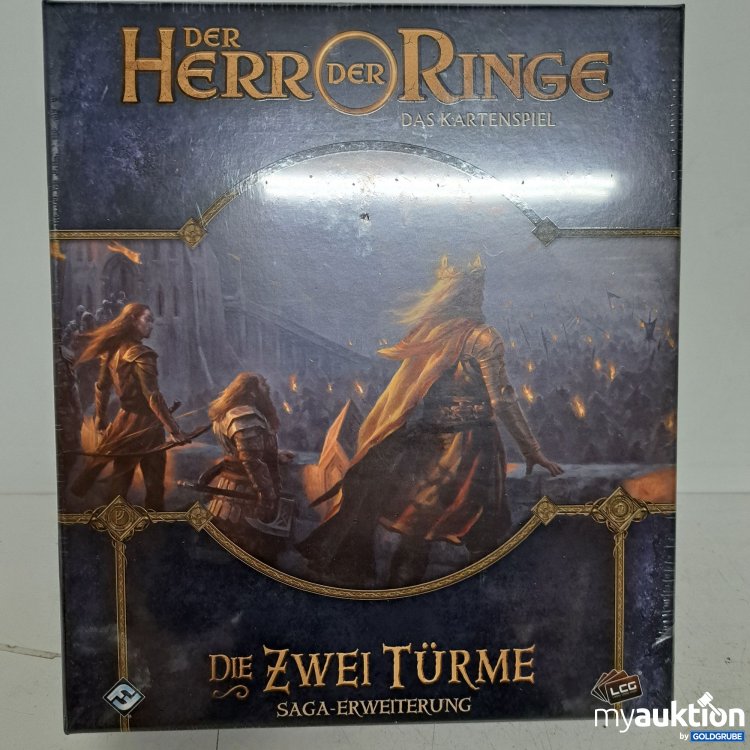 DER
HERR DER RINGE
DAS KARTENSPIEL
DIE ZWEI TÜRME
SAGA-ERWEITERUNG
LCG
myauktion
by GOLDGRUBE